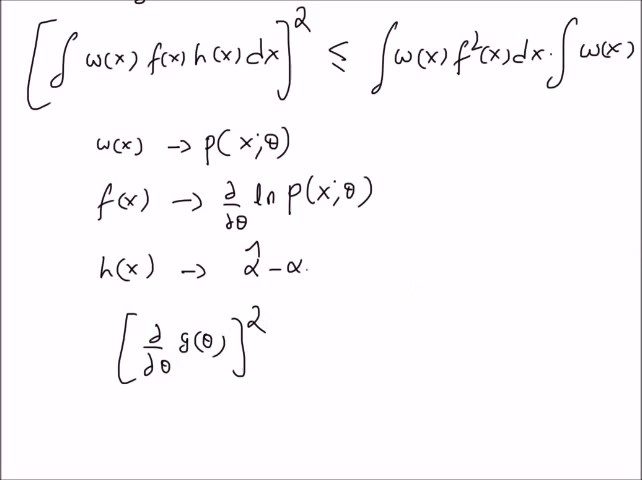 [∫ w(x) f(x) h(x) dx]² ≤ ∫ w(x) f²(x) dx · ∫ w(x)
w(x) → p(x;θ)
f(x) → ∂/∂θ ln p(x;θ)
h(x) → α̂ - α.
[∂/∂θ g(θ)]²